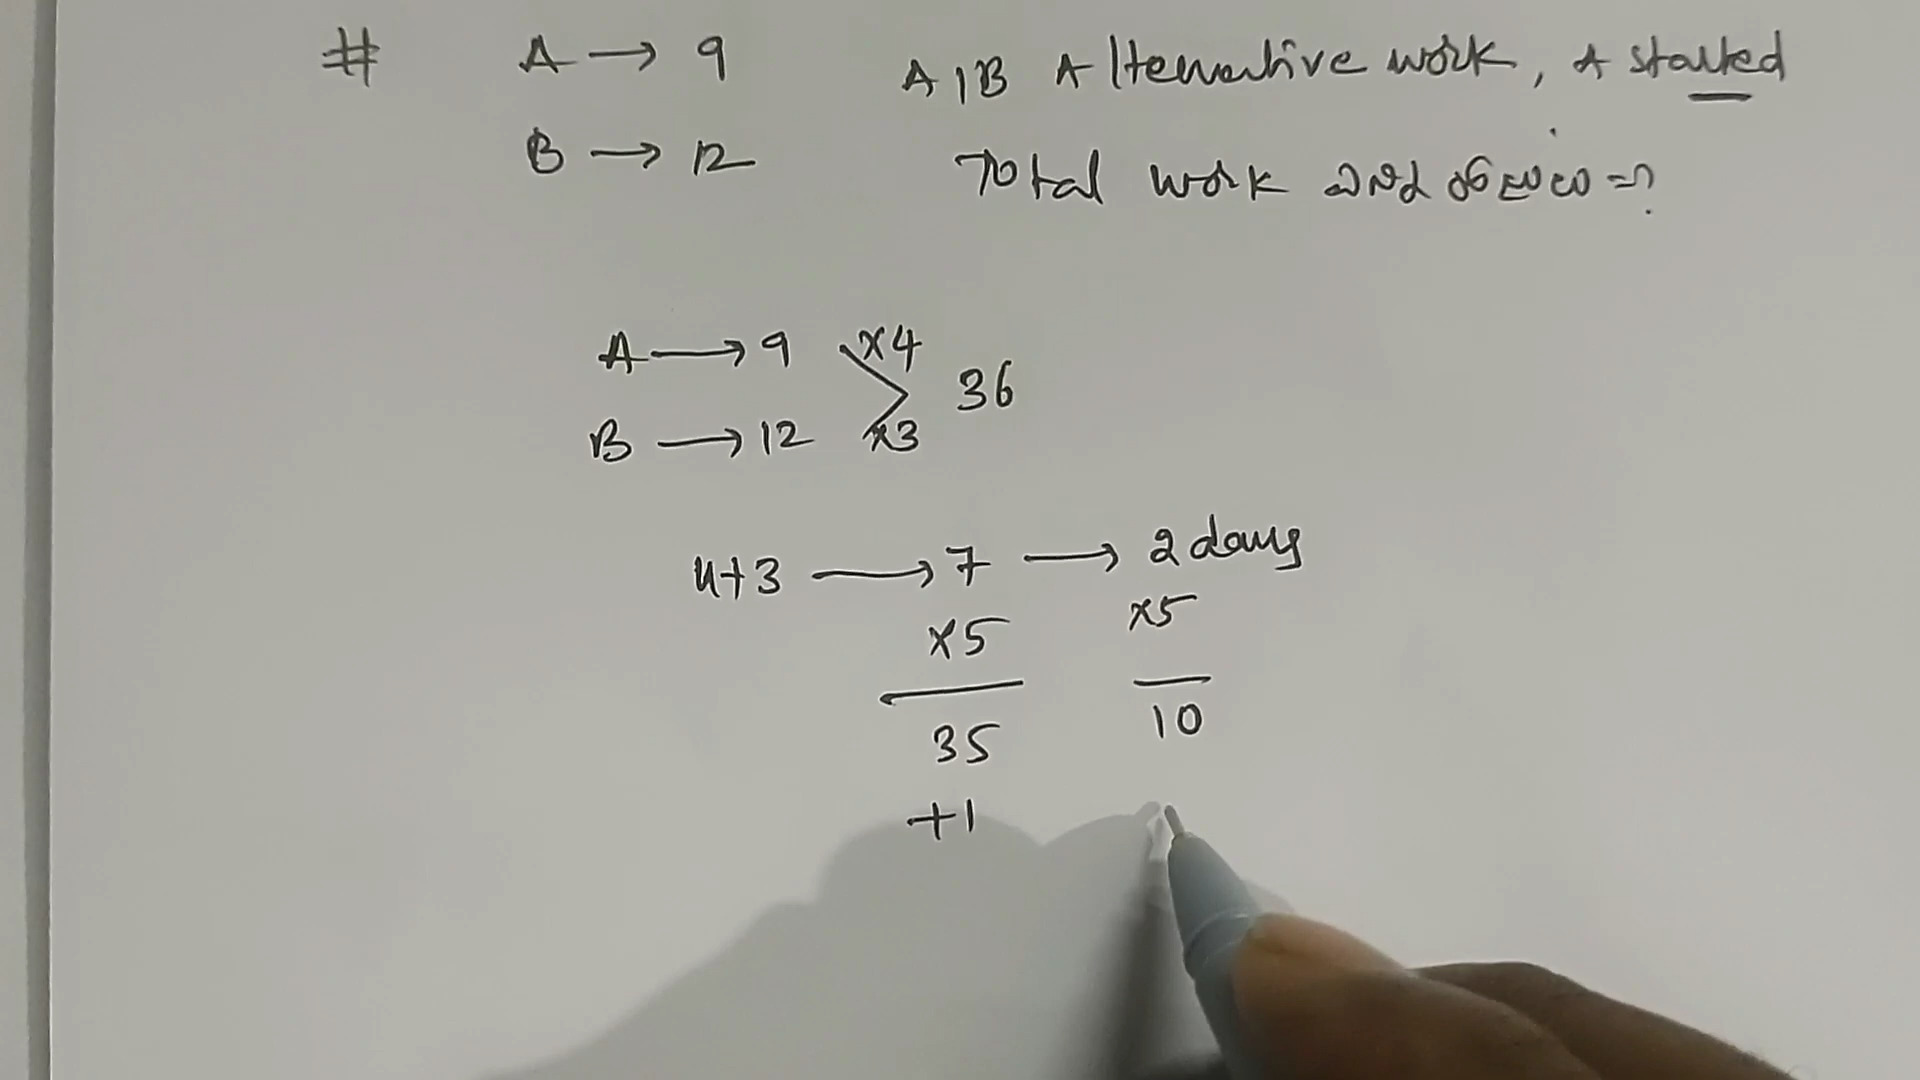 # A → 9 A/B Alternative work, A started
B → 12 Total work =?
A → 9 x4
36
B → 12 x3
4+3 → 7 → 2 days
x5 x5
35 10
+1